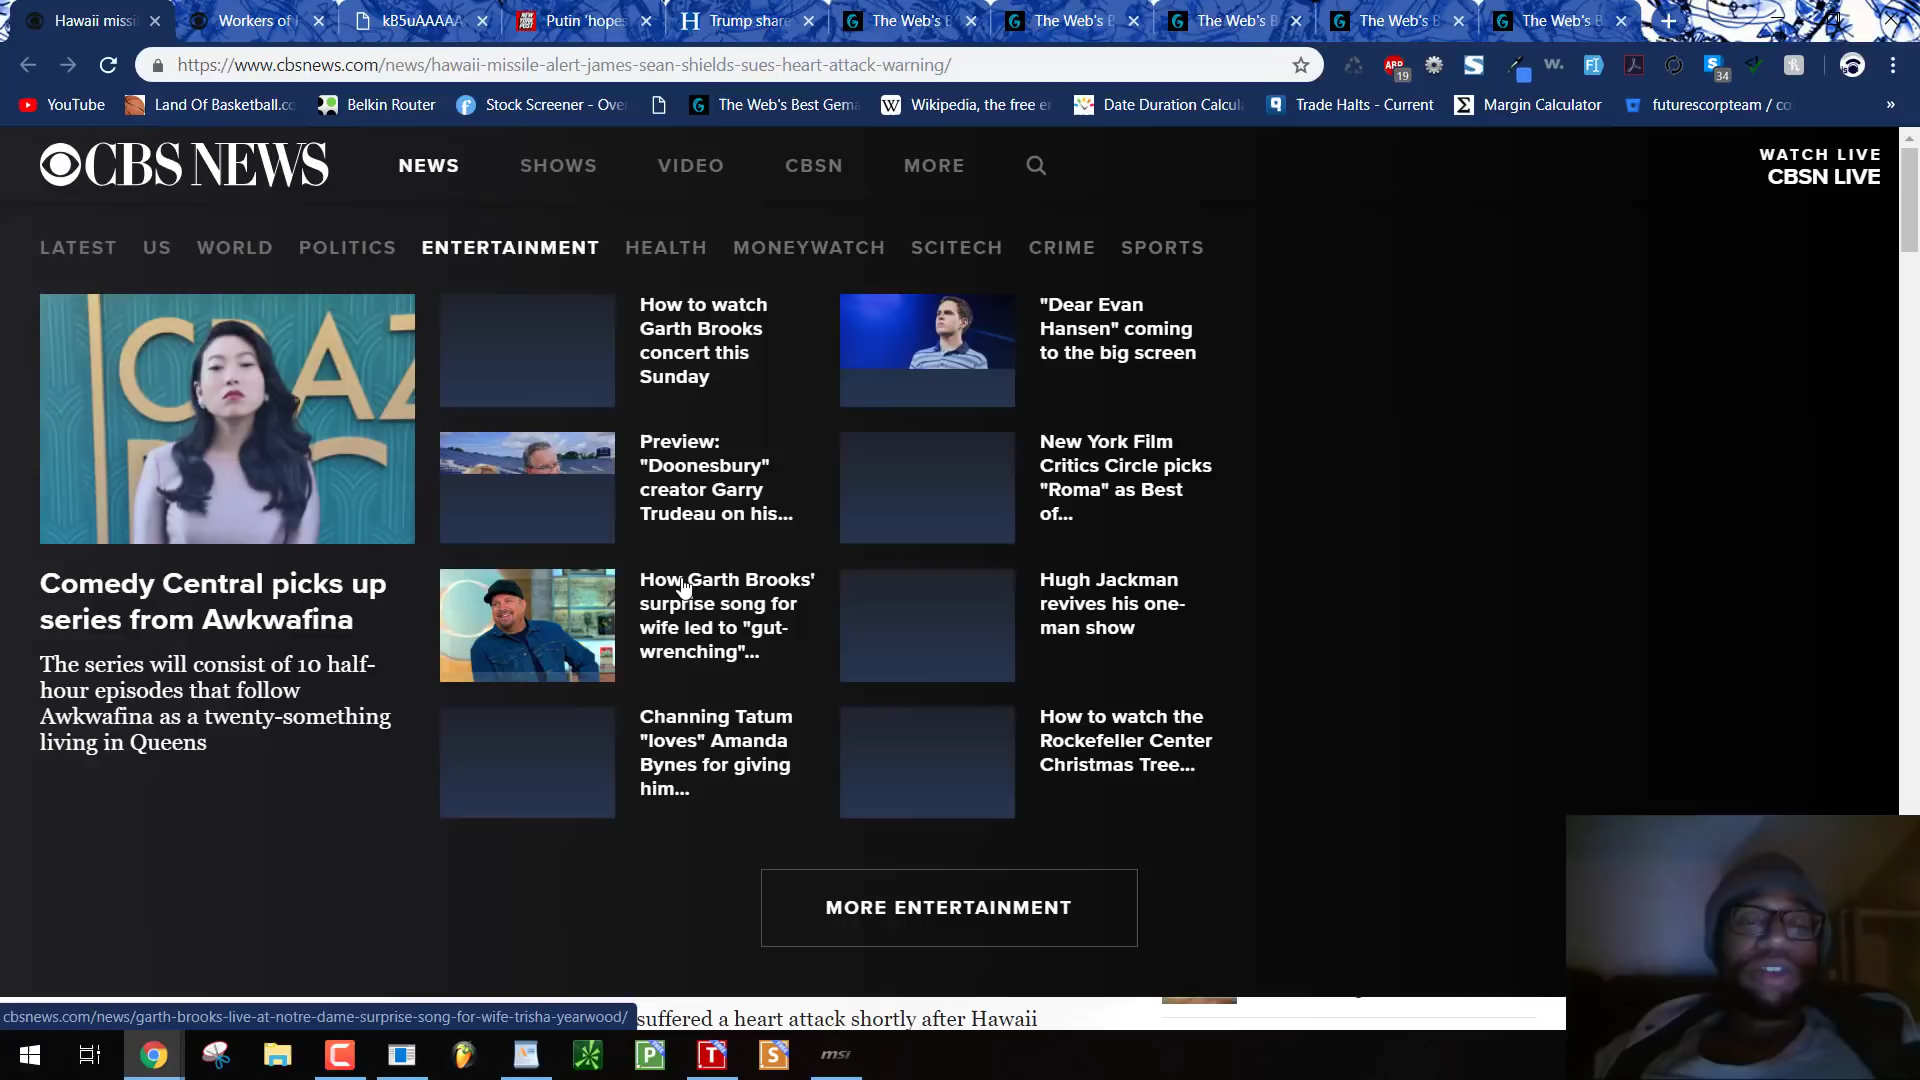 Hawaii missi
Workers of
kB5uAAAAA
Putin 'hopes
Trump share
The Web's B
The Web's B
The Web's B
The Web's B
The Web's B
https://www.cbsnews.com/news/hawaii-missile-alert-james-sean-shields-sues-heart-attack-warning/
ABP
19
34
YouTube
Land Of Basketball.co
Belkin Router
Stock Screener - Over
The Web's Best Gema
Wikipedia, the free e
Date Duration Calcul
Trade Halts - Current
Margin Calculator
futurescorpteam / co
CBS NEWS
NEWS
SHOWS
VIDEO
CBSN
MORE
WATCH LIVE
CBSN LIVE
LATEST
US
WORLD
POLITICS
ENTERTAINMENT
HEALTH
MONEYWATCH
SCITECH
CRIME
SPORTS
Comedy Central picks up
series from Awkwafina
The series will consist of 10 half-
hour episodes that follow
Awkwafina as a twenty-something
living in Queens
How to watch
Garth Brooks
concert this
Sunday
Preview:
"Doonesbury"
creator Garry
Trudeau on his...
How Garth Brooks'
surprise song for
wife led to "gut-
wrenching"...
Channing Tatum
"loves" Amanda
Bynes for giving
him...
"Dear Evan
Hansen" coming
to the big screen
New York Film
Critics Circle picks
"Roma" as Best
of...
Hugh Jackman
revives his one-
man show
How to watch the
Rockefeller Center
Christmas Tree...
MORE ENTERTAINMENT
cbsnews.com/news/garth-brooks-live-at-notre-dame-surprise-song-for-wife-trisha-yearwood/
suffered a heart attack shortly after Hawaii
msi